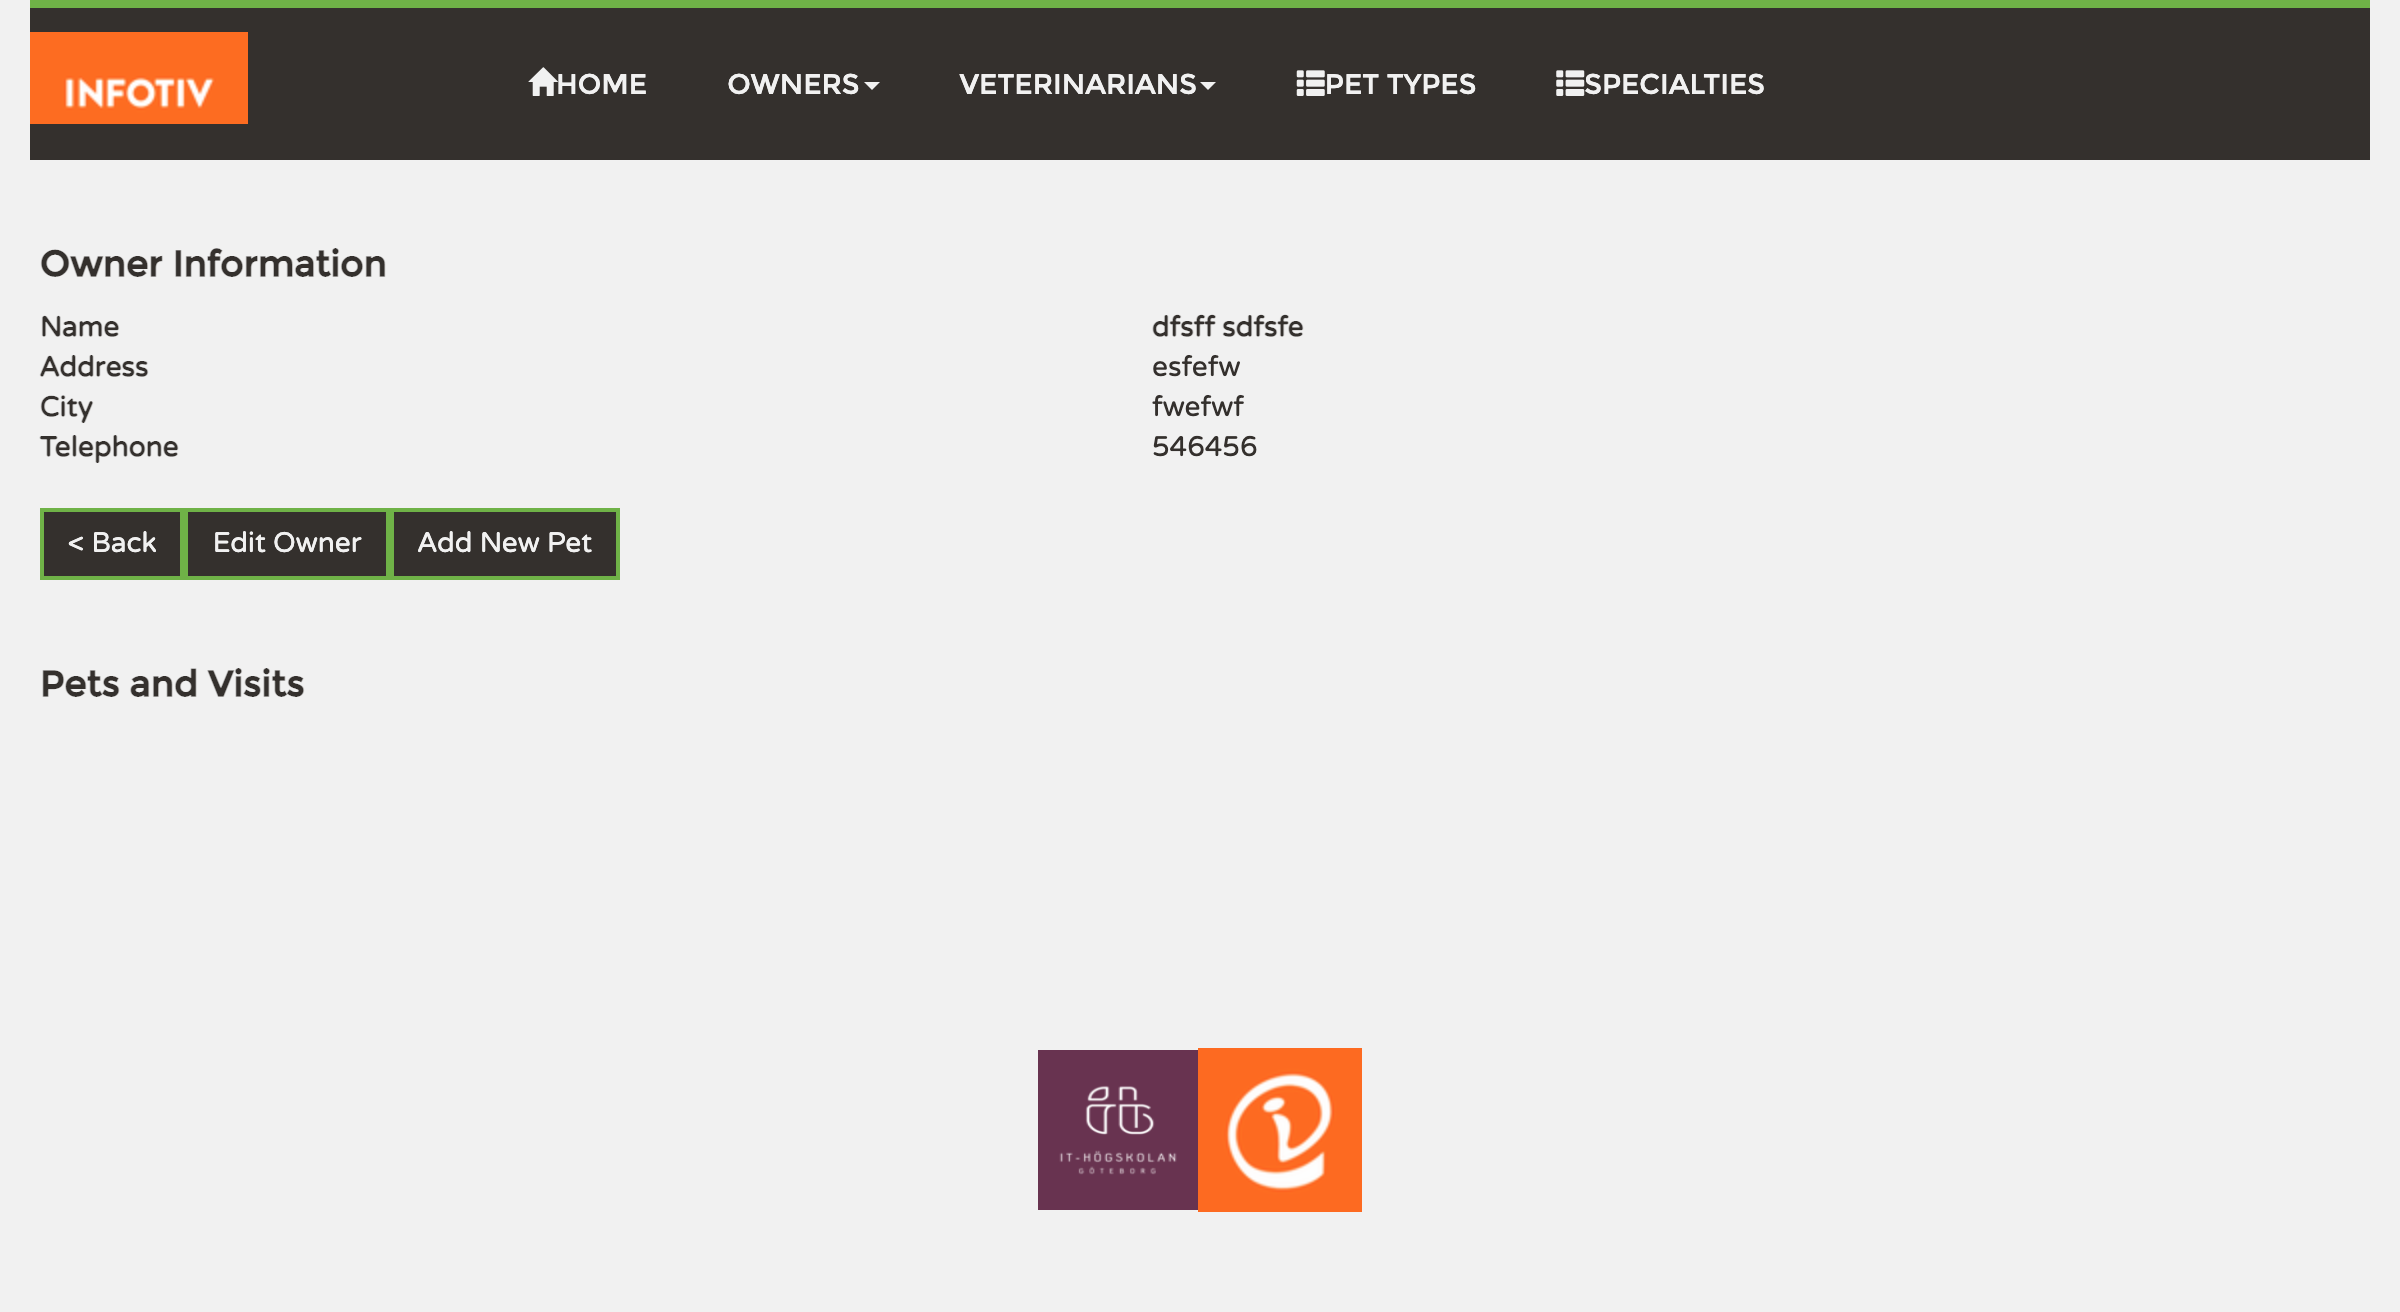 INFOTIV
HOME OWNERS VETERINARIANS PET TYPES SPECIALTIES
Owner Information
Name dfsff sdfsfe
Address esfefw
City fwefwf
Telephone 546456
< Back Edit Owner Add New Pet
Pets and Visits
IT-HÖGSKOLAN
GÖTEBORG